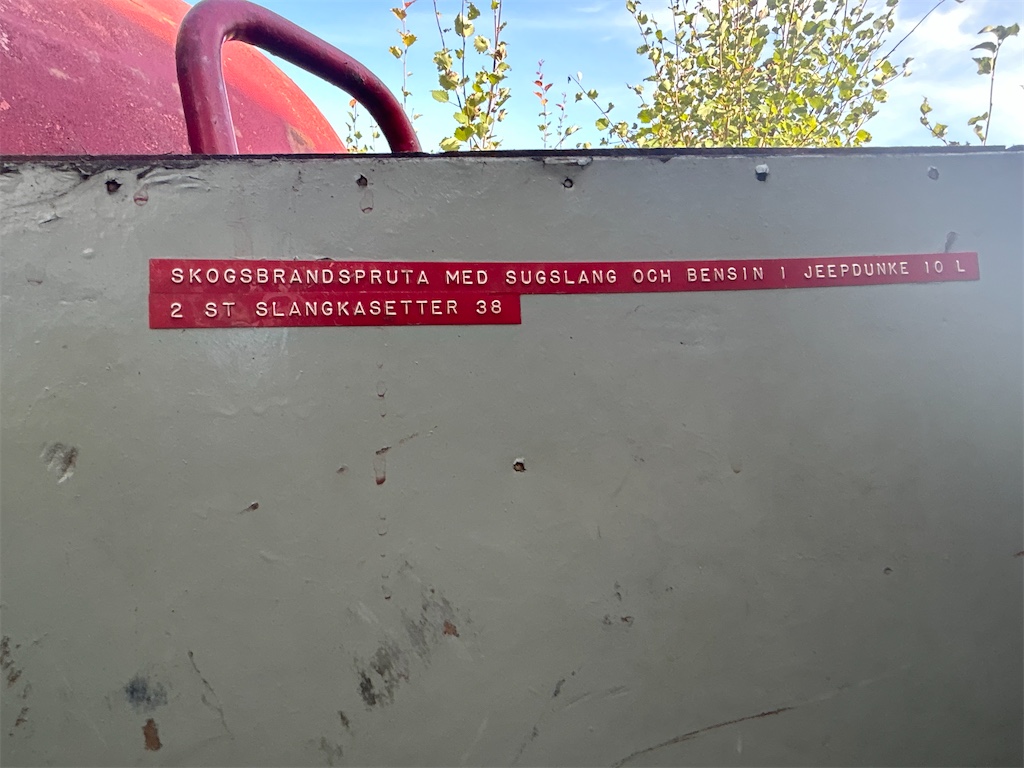 SKOGSBRANDSPRUTA MED SUGSLANG OCH BENSIN I JEEPDUNKE 10 L
2 ST SLANGKASETTER 38